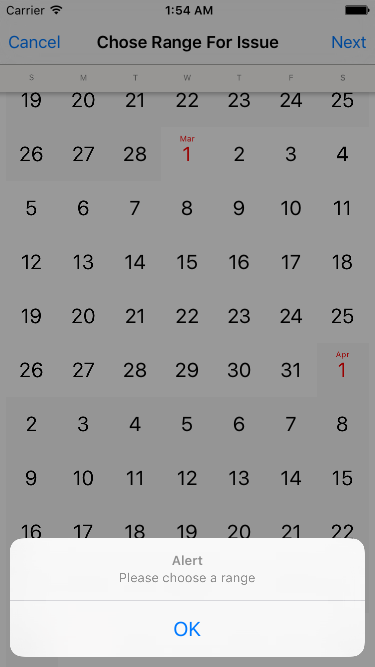 Carrier 1:54 AM
Cancel Chose Range For Issue Next
S M T W T F S
19 20 21 22 23 24 25
Mar
26 27 28 1 2 3 4
5 6 7 8 9 10 11
12 13 14 15 16 17 18
19 20 21 22 23 24 25
Apr
26 27 28 29 30 31 1
2 3 4 5 6 7 8
9 10 11 12 13 14 15
16 17 18 19 20 21 22
Alert
Please choose a range
OK